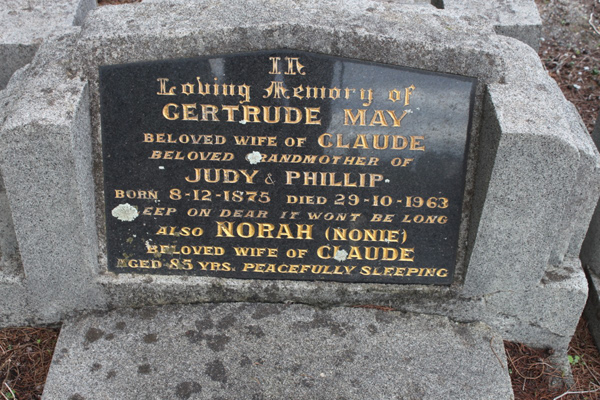 In
Loving Memory of
GERTRUDE MAY
BELOVED WIFE OF CLAUDE
BELOVED GRANDMOTHER OF
JUDY & PHILLIP
BORN 8-12-1875 DIED 29-10-1963
KEEP ON DEAR IT WONT BE LONG
ALSO NORAH (NONIE)
BELOVED WIFE OF CLAUDE
AGED 85 YRS. PEACEFULLY SLEEPING